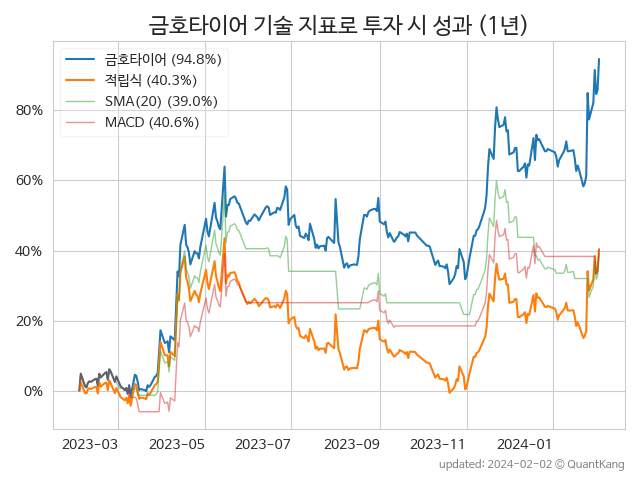 금호타이어 기술 지표로 투자 시 성과 (1년)
금호타이어 (94.8%)
적립식 (40.3%)
SMA(20) (39.0%)
MACD (40.6%)
80%
60%
40%
20%
0%
2023-03 2023-05 2023-07 2023-09 2023-11 2024-01
updated: 2024-02-02 © QuantKang